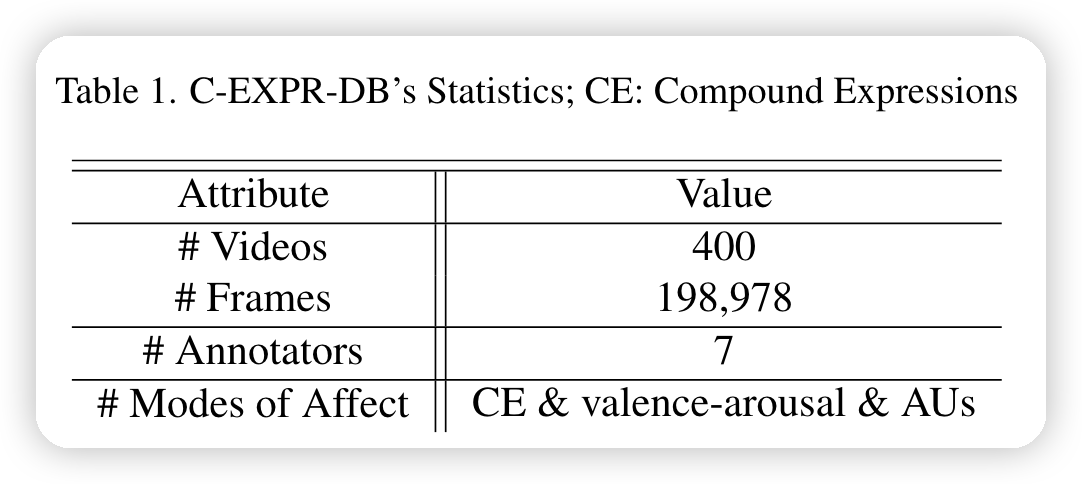 Table 1. C-EXPR-DB's Statistics; CE: Compound Expressions
Attribute Value
# Videos 400
# Frames 198,978
# Annotators 7
# Modes of Affect CE & valence-arousal & AUs